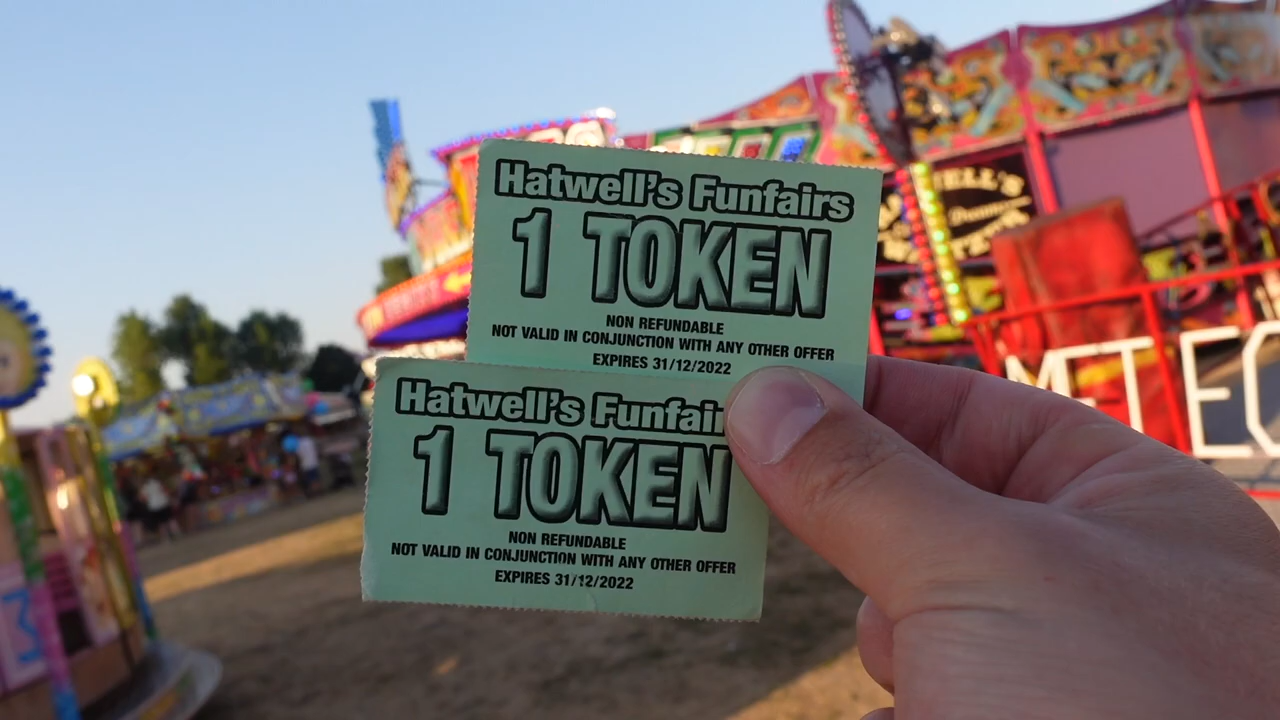 Hatwell's Funfairs
1 TOKEN
NON REFUNDABLE
NOT VALID IN CONJUNCTION WITH ANY OTHER OFFER
EXPIRES 31/12/2022
Hatwell's Funfair
1 TOKEN
NON REFUNDABLE
NOT VALID IN CONJUNCTION WITH ANY OTHER OFFER
EXPIRES 31/12/2022
METEO